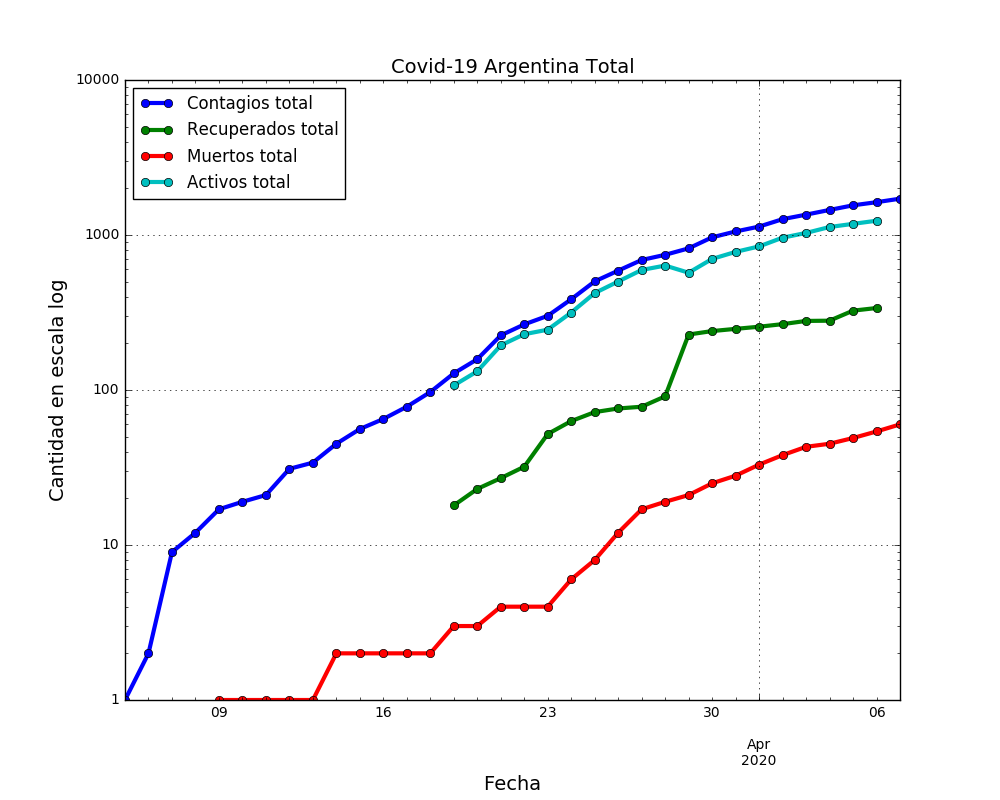 Covid-19 Argentina Total
Contagios total
Recuperados total
Muertos total
Activos total
Cantidad en escala log
10000
1000
100
10
1
09 16 23 30 06
Apr
2020
Fecha